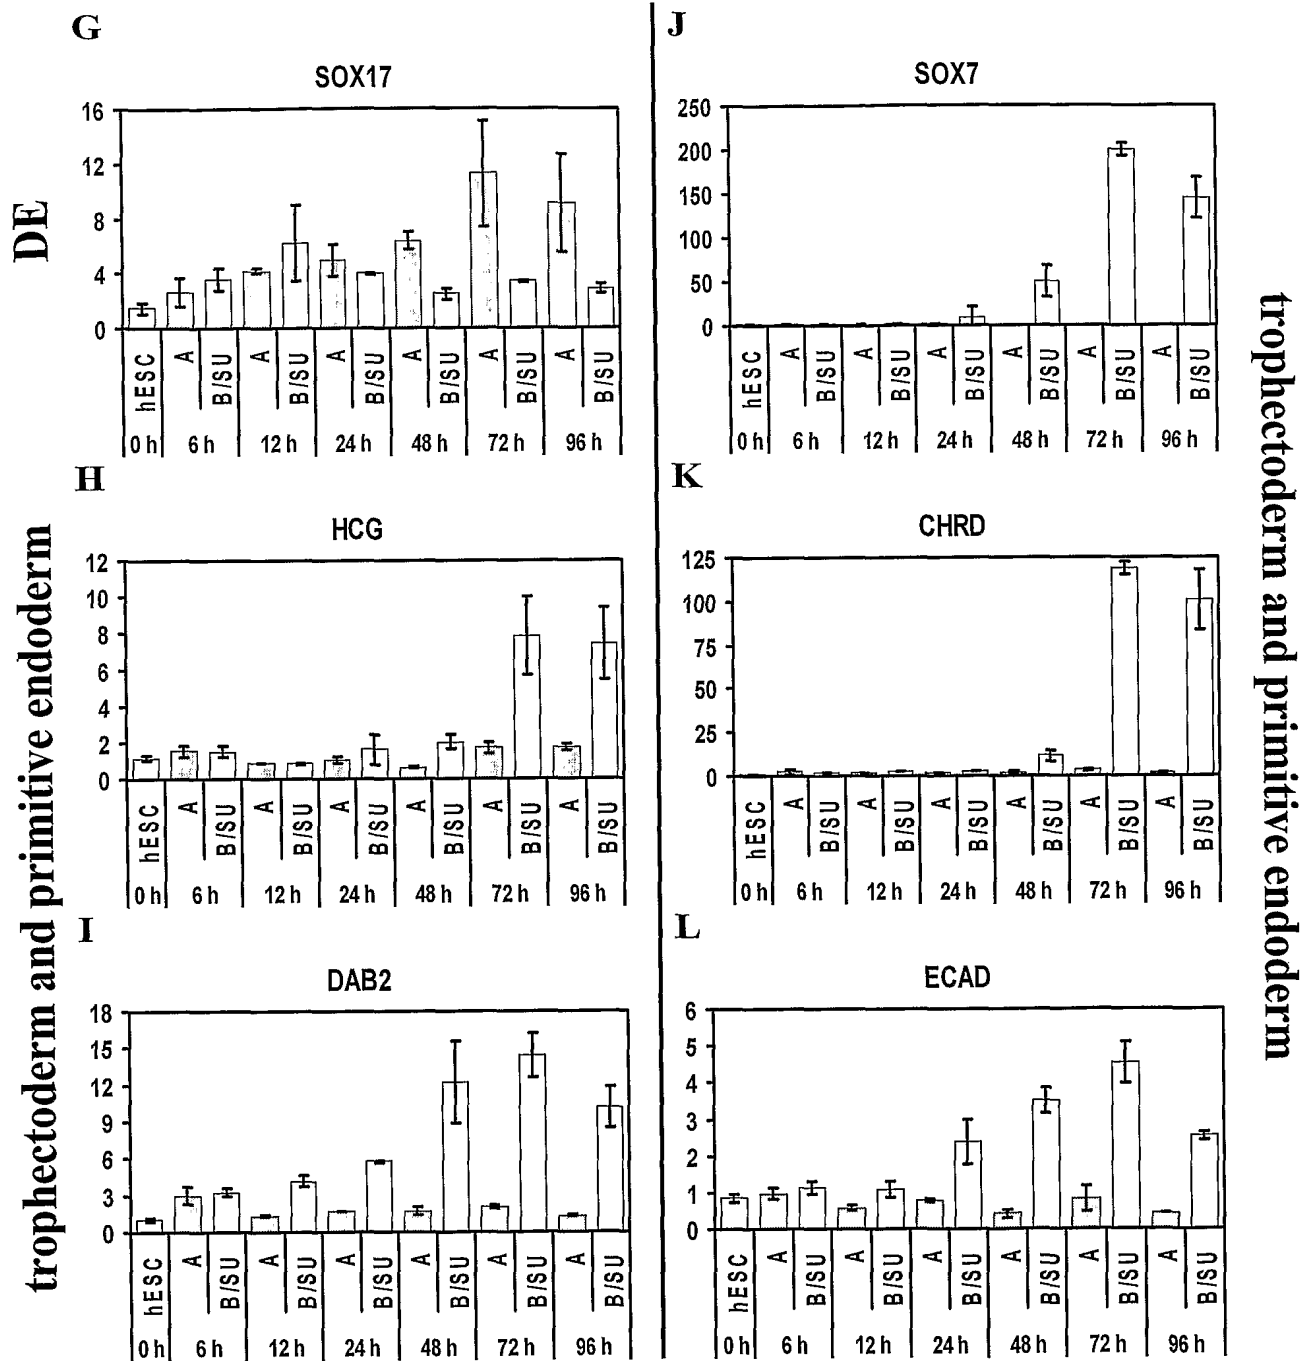 G
SOX17
DE
16
12
8
4
0
hESC A B/SU A B/SU A B/SU A B/SU A B/SU A B/SU
0 h 6 h 12 h 24 h 48 h 72 h 96 h
H
HCG
trophectoderm and primitive endoderm
12
10
8
6
4
2
0
hESC A B/SU A B/SU A B/SU A B/SU A B/SU A B/SU
0 h 6 h 12 h 24 h 48 h 72 h 96 h
I
DAB2
18
15
12
9
6
3
0
hESC A B/SU A B/SU A B/SU A B/SU A B/SU A B/SU
0 h 6 h 12 h 24 h 48 h 72 h 96 h
J
SOX7
250
200
150
100
50
0
hESC A B/SU A B/SU A B/SU A B/SU A B/SU A B/SU
0 h 6 h 12 h 24 h 48 h 72 h 96 h
trophectoderm and primitive endoderm
K
CHRD
125
100
75
50
25
0
hESC A B/SU A B/SU A B/SU A B/SU A B/SU A B/SU
0 h 6 h 12 h 24 h 48 h 72 h 96 h
L
ECAD
6
5
4
3
2
1
0
hESC A B/SU A B/SU A B/SU A B/SU A B/SU A B/SU
0 h 6 h 12 h 24 h 48 h 72 h 96 h